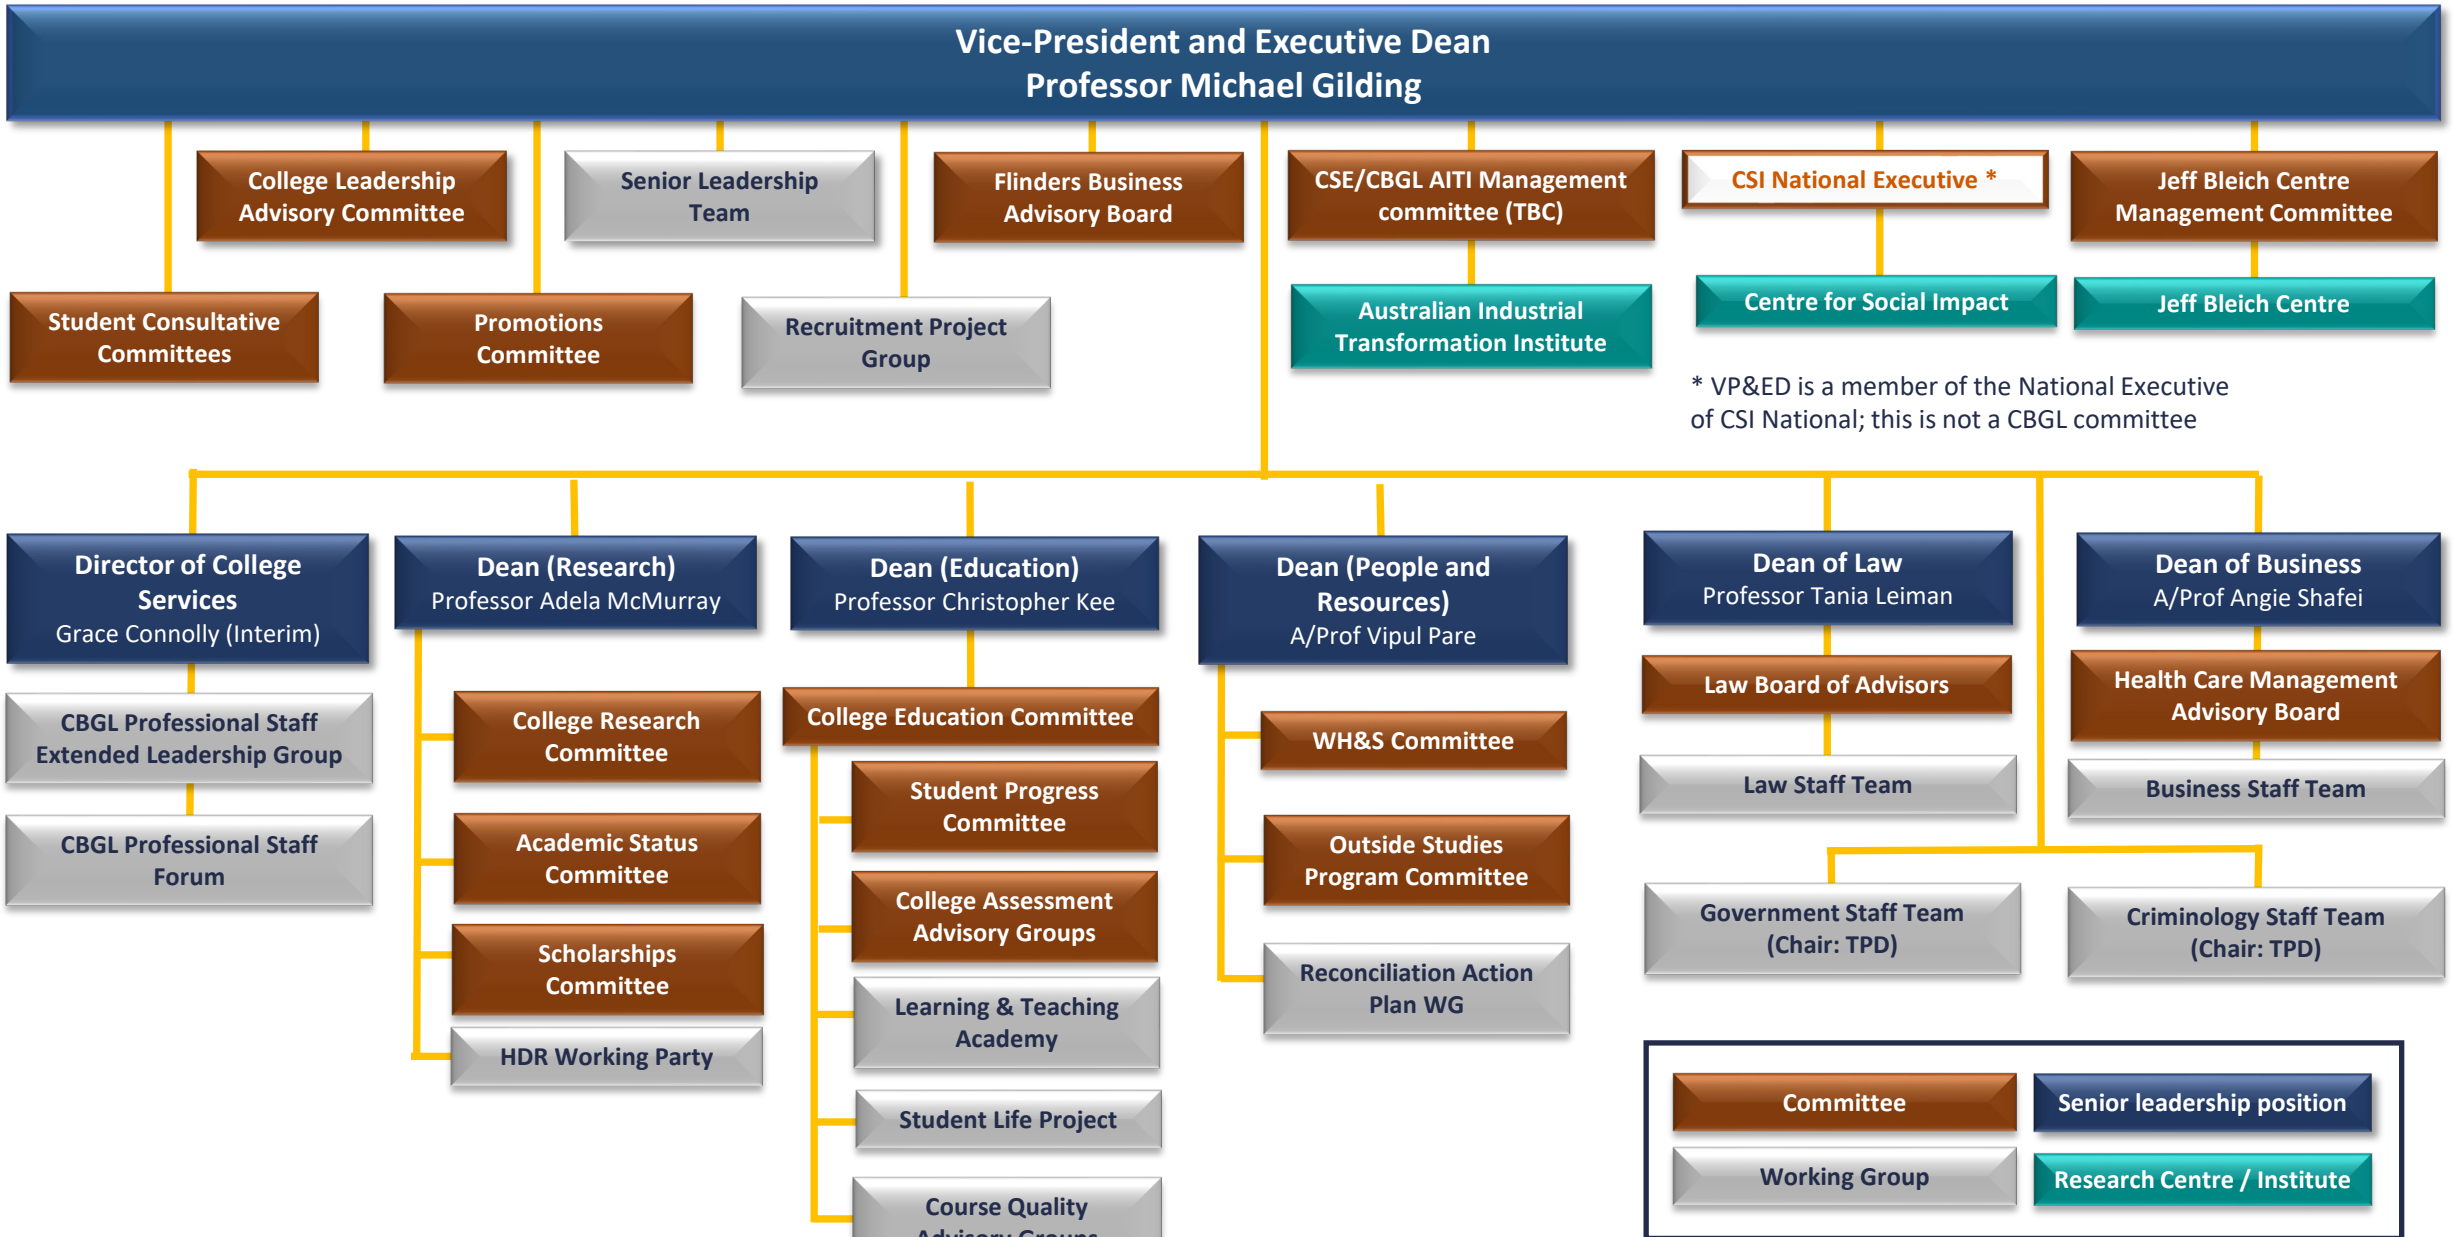 Vice-President and Executive Dean
Professor Michael Gilding
College Leadership
Advisory Committee
Senior Leadership
Team
Flinders Business
Advisory Board
CSE/CBGL AITI Management
committee (TBC)
CSI National Executive *
Jeff Bleich Centre
Management Committee
Student Consultative
Committees
Promotions
Committee
Recruitment Project
Group
Australian Industrial
Transformation Institute
Centre for Social Impact
Jeff Bleich Centre
* VP&ED is a member of the National Executive
of CSI National; this is not a CBGL committee
Director of College
Services
Grace Connolly (Interim)
CBGL Professional Staff
Extended Leadership Group
CBGL Professional Staff
Forum
Dean (Research)
Professor Adela McMurray
College Research
Committee
Academic Status
Committee
Scholarships
Committee
HDR Working Party
Dean (Education)
Professor Christopher Kee
College Education Committee
Student Progress
Committee
College Assessment
Advisory Groups
Learning & Teaching
Academy
Student Life Project
Course Quality
Advisory Groups
Dean (People and
Resources)
A/Prof Vipul Pare
WH&S Committee
Outside Studies
Program Committee
Reconciliation Action
Plan WG
Dean of Law
Professor Tania Leiman
Law Board of Advisors
Law Staff Team
Dean of Business
A/Prof Angie Shafei
Health Care Management
Advisory Board
Business Staff Team
Government Staff Team
(Chair: TPD)
Criminology Staff Team
(Chair: TPD)
Committee
Senior leadership position
Working Group
Research Centre / Institute